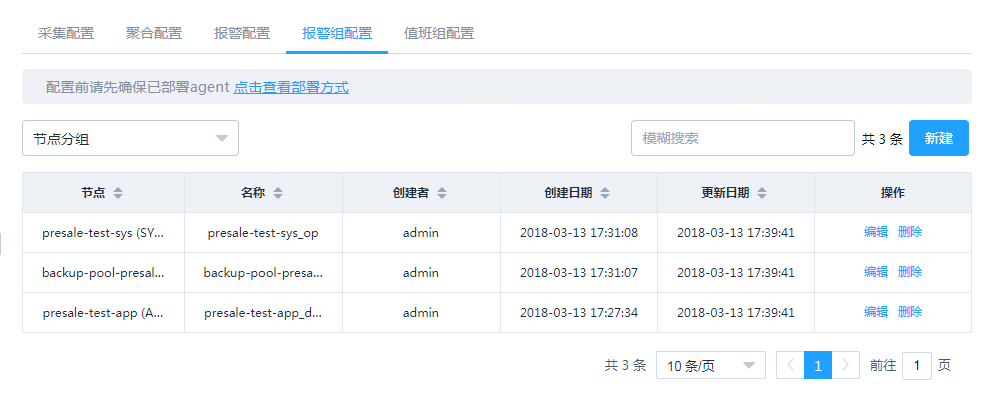 采集配置 聚合配置 报警配置 报警组配置 值班组配置
配置前请先确保已部署agent 点击查看部署方式
节点分组 模糊搜索 共 3 条 新建
节点 名称 创建者 创建日期 更新日期 操作
presale-test-sys (SY... presale-test-sys_op admin 2018-03-13 17:31:08 2018-03-13 17:39:41 编辑 删除
backup-pool-presal... backup-pool-presa... admin 2018-03-13 17:31:07 2018-03-13 17:39:41 编辑 删除
presale-test-app (A... presale-test-app_d... admin 2018-03-13 17:27:34 2018-03-13 17:39:41 编辑 删除
共 3 条 10 条/页 1 前往 1 页